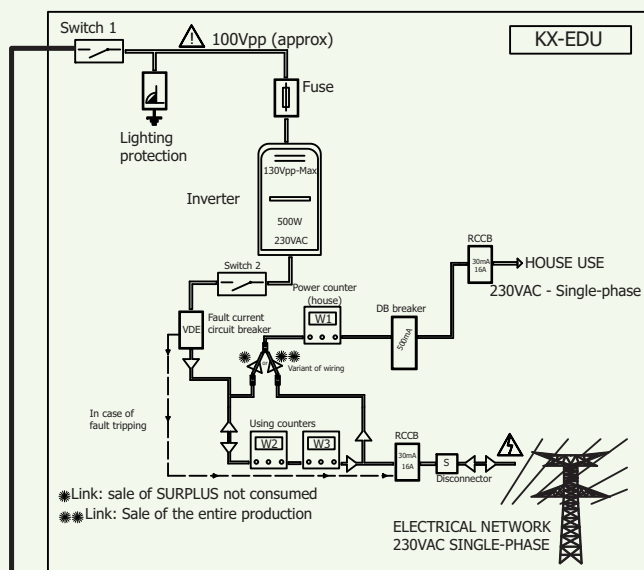 Switch 1
100Vpp (approx)
KX-EDU
Fuse
Lighting
protection
130Vpp-Max
Inverter
500W
230VAC
RCCB
30mA
16A
HOUSE USE
230VAC - Single-phase
Switch 2
Power counter
(house)
W1
DB breaker
500mA
VDE
Fault current
circuit breaker
Variant of wiring
In case of
fault tripping
Using counters
W2
W3
RCCB
30mA
16A
S
Disconnector
Link: sale of SURPLUS not consumed
Link: Sale of the entire production
ELECTRICAL NETWORK
230VAC SINGLE-PHASE